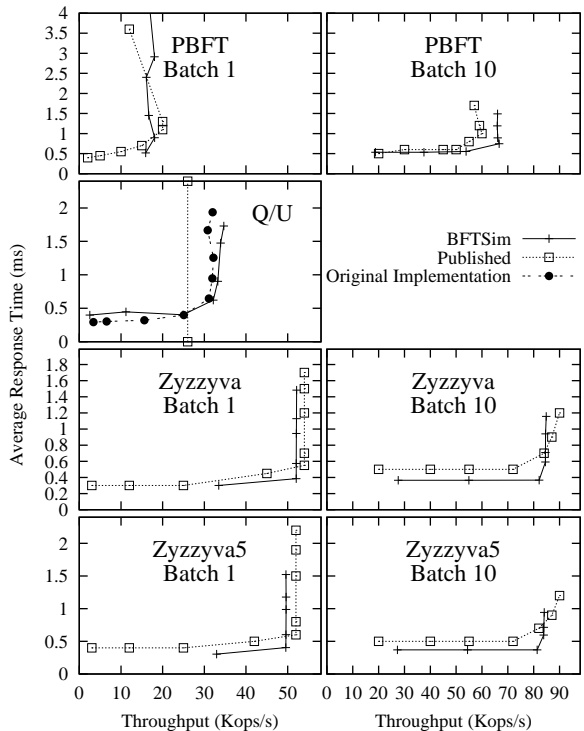 PBFT
Batch 1
4
3.5
3
2.5
2
1.5
1
0.5
0
PBFT
Batch 10
Q/U
2
1.5
1
0.5
0
BFTSim
Published
Original Implementation
Average Response Time (ms)
Zyzzyva
Batch 1
1.8
1.6
1.4
1.2
1
0.8
0.6
0.4
0.2
0
Zyzzyva
Batch 10
Zyzzyva5
Batch 1
2
1.5
1
0.5
0
Zyzzyva5
Batch 10
0 10 20 30 40 50
0 10 20 30 40 50 60 70 80 90
Throughput (Kops/s)
Throughput (Kops/s)